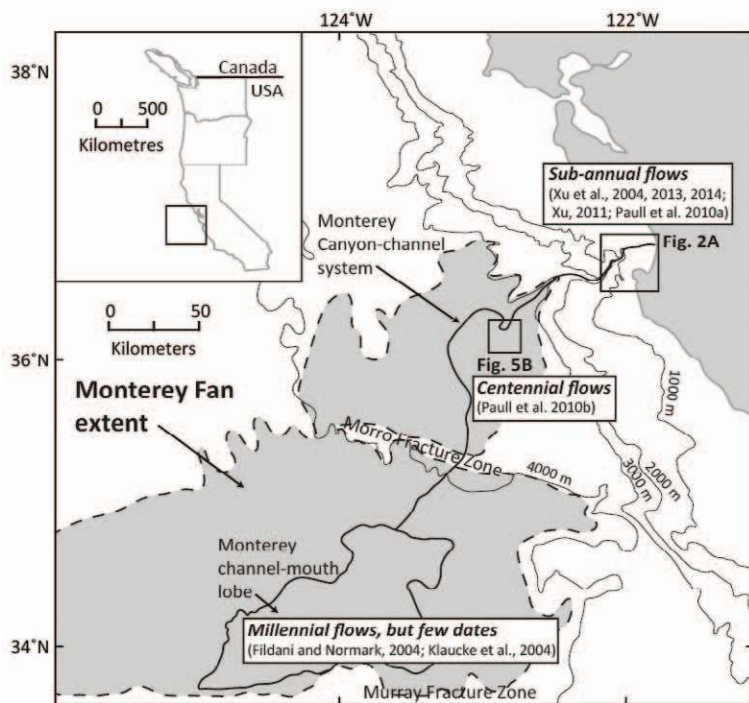 124°W
122°W
38°N
Canada
USA
0 500
Kilometres
Sub-annual flows
(Xu et al., 2004, 2013, 2014;
Xu, 2011; Paull et al. 2010a)
Monterey
Canyon-channel
system
Fig. 2A
0 50
Kilometers
36°N
Fig. 5B
Monterey Fan
extent
Centennial flows
(Paull et al. 2010b)
1000 m
2000 m
3000 m
4000 m
Morro Fracture Zone
Monterey
channel-mouth
lobe
Millennial flows, but few dates
(Fildani and Normark, 2004; Klaucke et al., 2004)
34°N
Murray Fracture Zone